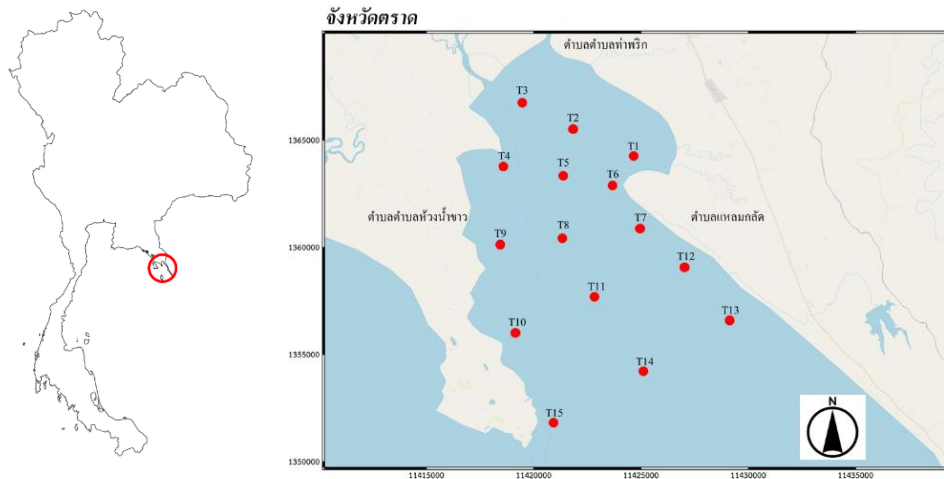 จังหวัดตราด
ตำบลตำบลท่าพริก
T3
T2
T1
T4
T5
T6
ตำบลตำบลห้วงน้ำขาว
ตำบลแหลมกลัด
T7
T8
T9
T12
T11
T13
T10
T14
T15
N
1365000
1360000
1355000
1350000
11415000
11420000
11425000
11430000
11435000